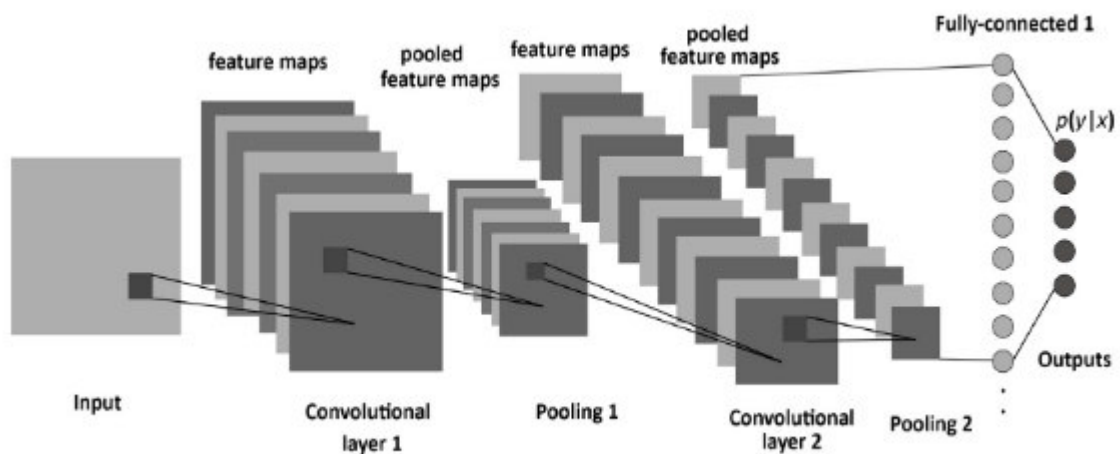 Fully-connected 1
feature maps
pooled
feature maps
feature maps
pooled
feature maps
p(y|x)
Input
Convolutional
layer 1
Pooling 1
Convolutional
layer 2
Pooling 2
Outputs